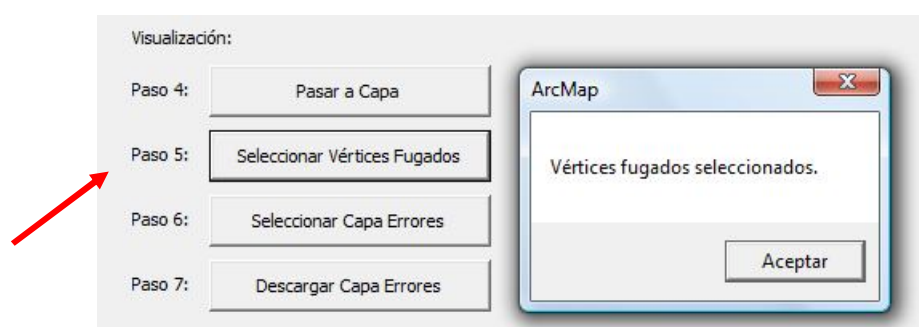 Visualización:
Paso 4:
Pasar a Capa
Paso 5:
Seleccionar Vértices Fugados
Paso 6:
Seleccionar Capa Errores
Paso 7:
Descargar Capa Errores
ArcMap
Vértices fugados seleccionados.
Aceptar